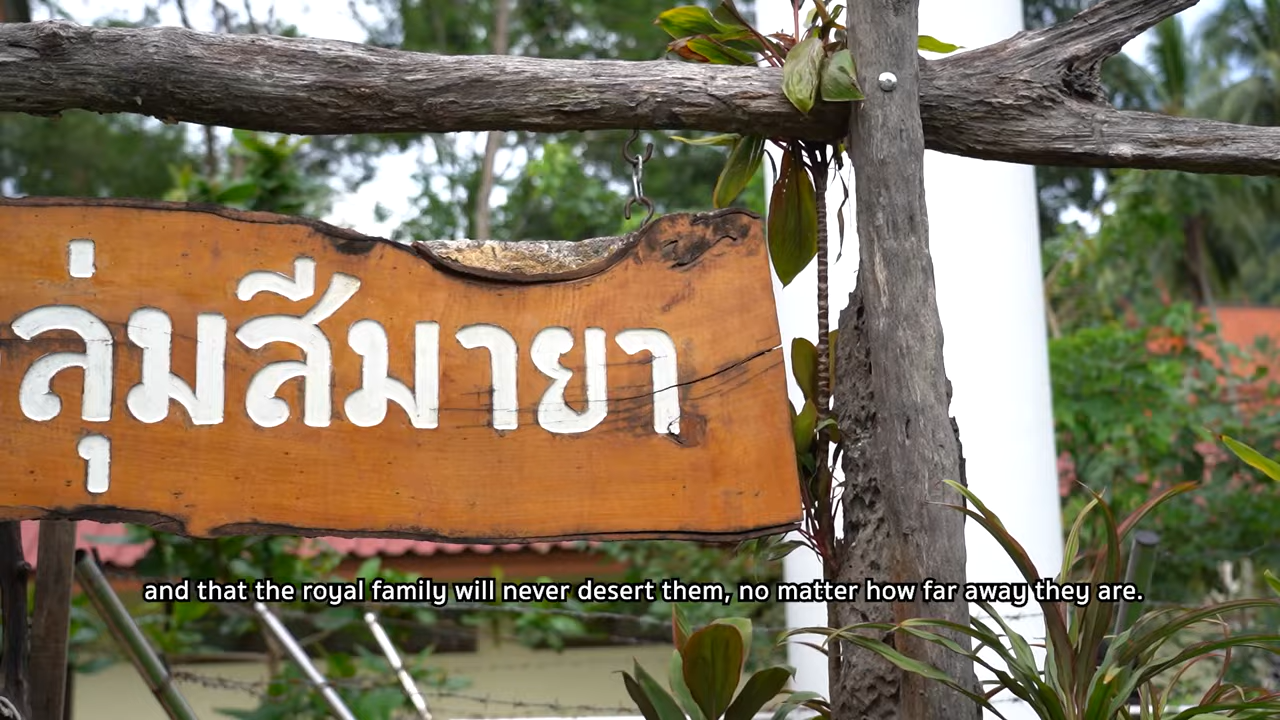 ลุ่มสีมายา
and that the royal family will never desert them, no matter how far away they are.